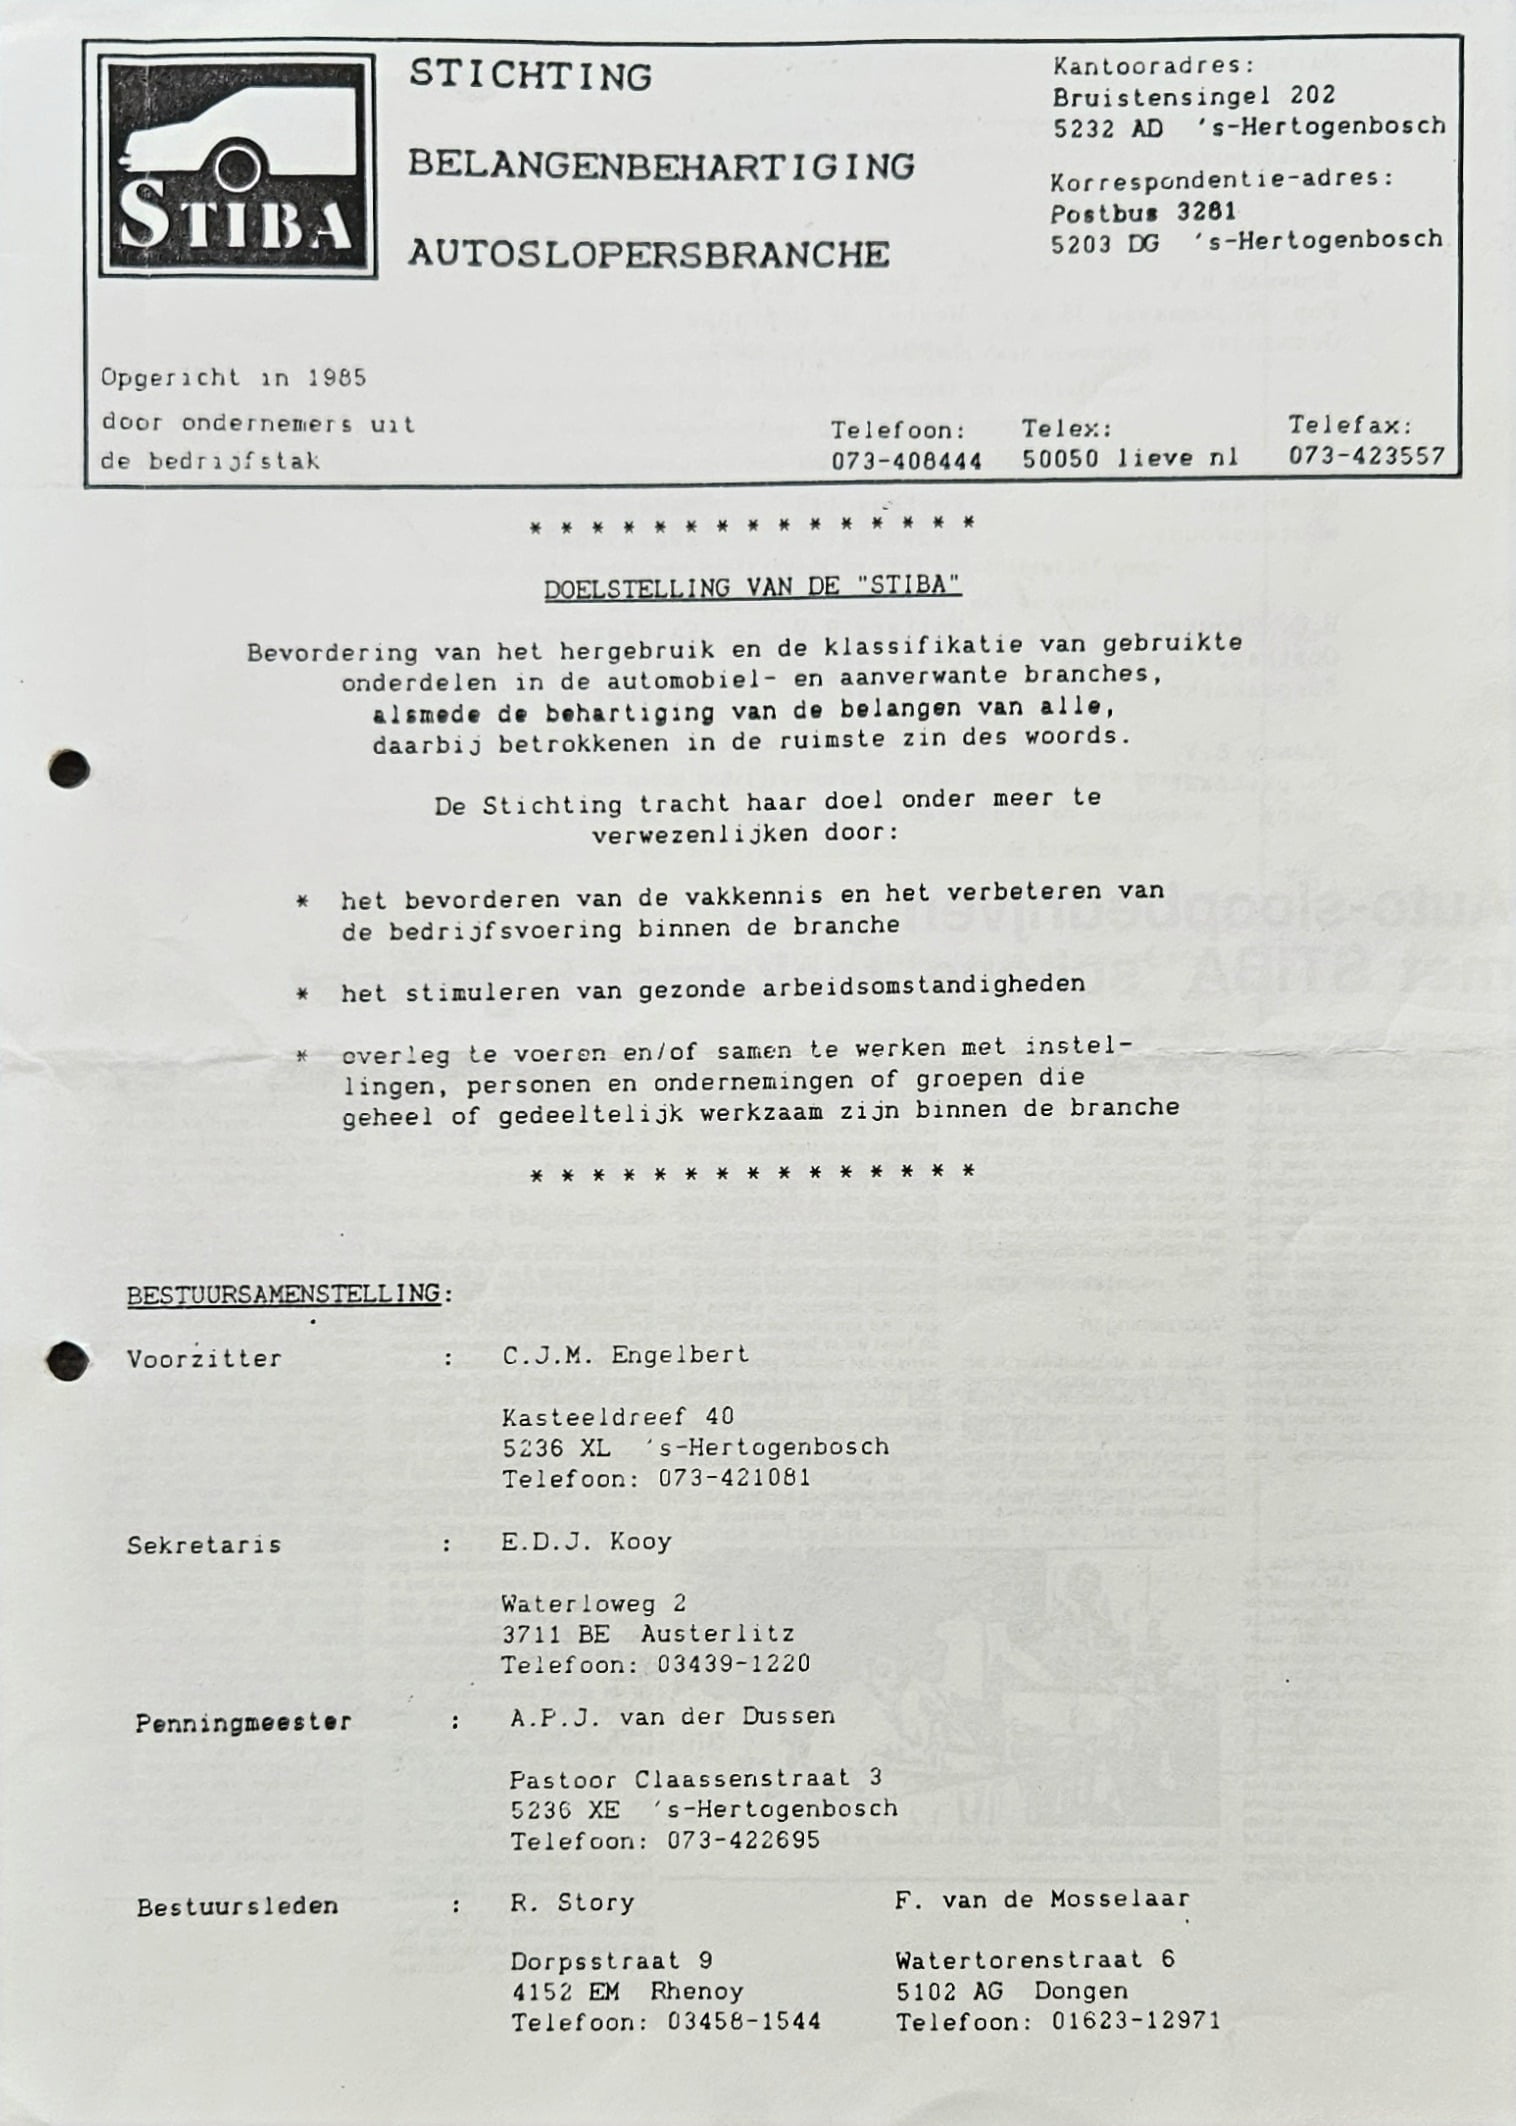 STIBA
STICHTING
BELANGENBEHARTIGING
AUTOSLOPERSBRANCHE
Kantooradres:
Bruistensingel 202
5232 AD 's-Hertogenbosch
Korrespondentie-adres:
Postbus 3281
5203 DG 's-Hertogenbosch
Opgericht in 1985
door ondernemers uit
de bedrijfstak
Telefoon:
073-408444
Telex:
50050 lieve nl
Telefax:
073-423557
* * * * * * * * * * * * * * *
DOELSTELLING VAN DE "STIBA"
Bevordering van het hergebruik en de klassifikatie van gebruikte
onderdelen in de automobiel- en aanverwante branches,
alsmede de behartiging van de belangen van alle,
daarbij betrokkenen in de ruimste zin des woords.
De Stichting tracht haar doel onder meer te
verwezenlijken door:
* het bevorderen van de vakkennis en het verbeteren van
de bedrijfsvoering binnen de branche
* het stimuleren van gezonde arbeidsomstandigheden
* overleg te voeren en/of samen te werken met instel-
lingen, personen en ondernemingen of groepen die
geheel of gedeeltelijk werkzaam zijn binnen de branche
* * * * * * * * * * * * * * *
BESTUURSAMENSTELLING:
Voorzitter : C.J.M. Engelbert
Kasteeldreef 40
5236 XL 's-Hertogenbosch
Telefoon: 073-421081
Sekretaris : E.D.J. Kooy
Waterloweg 2
3711 BE Austerlitz
Telefoon: 03439-1220
Penningmeester : A.P.J. van der Dussen
Pastoor Claassenstraat 3
5236 XE 's-Hertogenbosch
Telefoon: 073-422695
Bestuursleden : R. Story F. van de Mosselaar
Dorpsstraat 9 Watertorenstraat 6
4152 EM Rhenoy 5102 AG Dongen
Telefoon: 03458-1544 Telefoon: 01623-12971